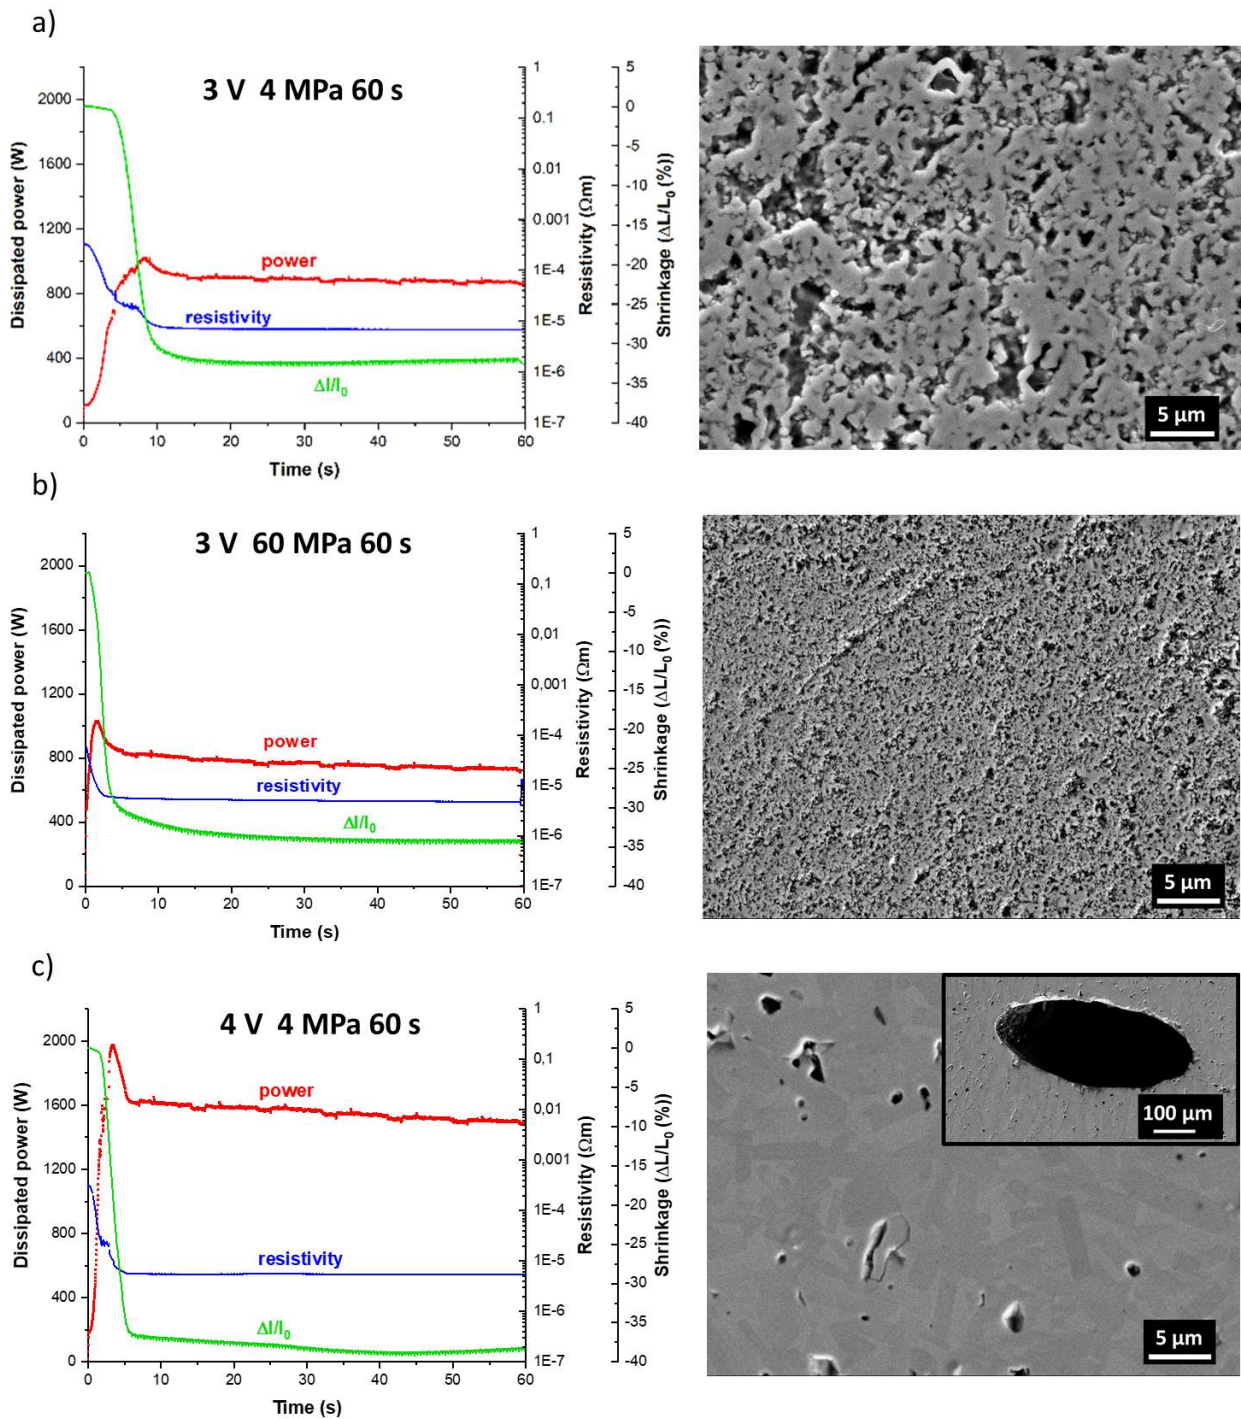 a)
3 V 4 MPa 60 s
Dissipated power (W)
2000
1600
1200
800
400
0
power
resistivity
Δl/l₀
0 10 20 30 40 50 60
Time (s)
1
0.1
0.01
0.001
1E-4
1E-5
1E-6
1E-7
Resistivity (Ωm)
5
0
-5
-10
-15
-20
-25
-30
-35
-40
Shrinkage (ΔL/L₀ (%))
5 µm
b)
3 V 60 MPa 60 s
Dissipated power (W)
2000
1600
1200
800
400
0
power
resistivity
Δl/l₀
0 10 20 30 40 50 60
Time (s)
1
0,1
0,01
0,001
1E-4
1E-5
1E-6
1E-7
Resistivity (Ωm)
5
0
-5
-10
-15
-20
-25
-30
-35
-40
Shrinkage (ΔL/L₀ (%))
5 µm
c)
4 V 4 MPa 60 s
Dissipated power (W)
2000
1600
1200
800
400
0
power
resistivity
Δl/l₀
0 10 20 30 40 50 60
Time (s)
1
0,1
0,01
0,001
1E-4
1E-5
1E-6
1E-7
Resistivity (Ωm)
5
0
-5
-10
-15
-20
-25
-30
-35
-40
Shrinkage (ΔL/L₀ (%))
100 µm
5 µm